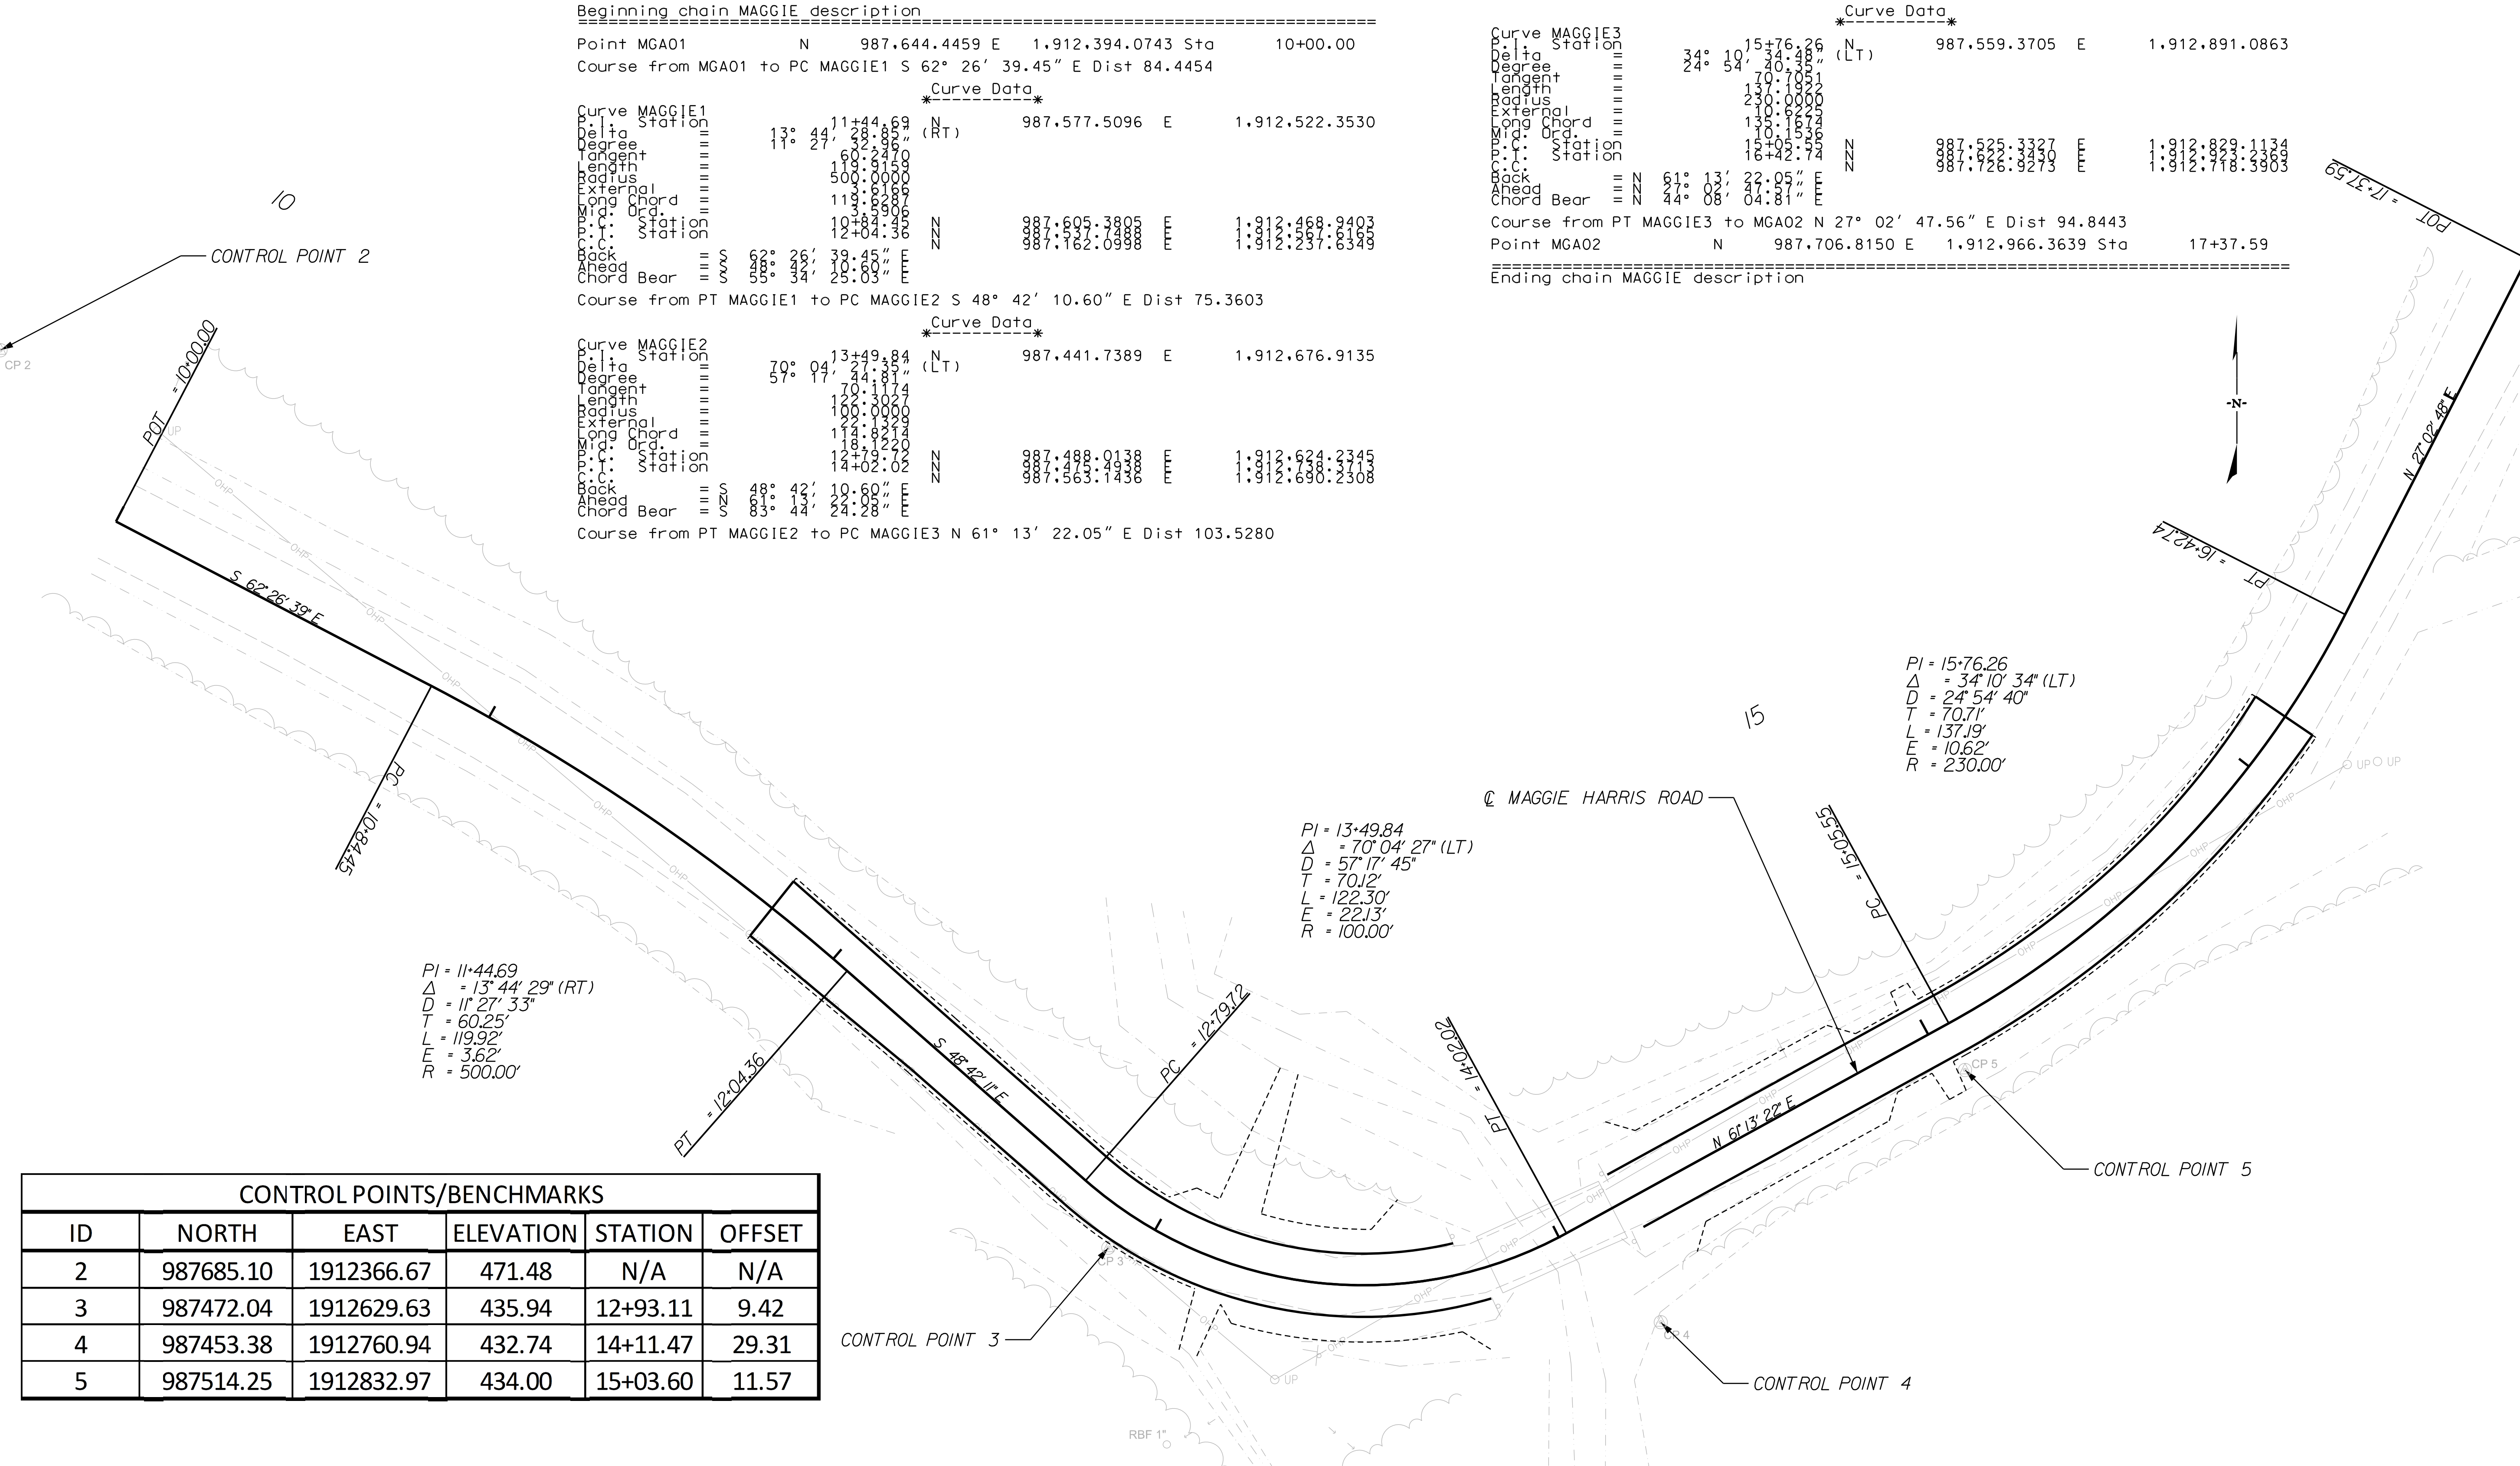 Beginning chain MAGGIE description
==============================================================================
Point MGA01 N 987,644.4459 E 1,912,394.0743 Sta 10+00.00
Course from MGA01 to PC MAGGIE1 S 62° 26′ 39.45″ E Dist 84.4454
Curve Data
*----------*
Curve MAGGIE1
P.I. Station 11+44.69 N 987,577.5096 E 1,912,522.3530
Delta = 13° 44′ 28.85″ (RT)
Degree = 11° 27′ 32.96″
Tangent = 60.2470
Length = 119.9159
Radius = 500.0000
External = 3.6166
Long Chord = 119.6287
Mid. Ord. = 3.5906
P.C. Station 10+84.45 N 987,605.3805 E 1,912,468.9403
P.T. Station 12+04.36 N 987,537.7488 E 1,912,567.6165
C.C. N 987,162.0998 E 1,912,237.6349
Back = S 62° 26′ 39.45″ E
Ahead = S 48° 42′ 10.60″ E
Chord Bear = S 55° 34′ 25.03″ E
Course from PT MAGGIE1 to PC MAGGIE2 S 48° 42′ 10.60″ E Dist 75.3603
Curve Data
*----------*
Curve MAGGIE2
P.I. Station 13+49.84 N 987,441.7389 E 1,912,676.9135
Delta = 70° 04′ 27.35″ (LT)
Degree = 57° 17′ 44.81″
Tangent = 70.1174
Length = 122.3027
Radius = 100.0000
External = 22.1329
Long Chord = 114.8214
Mid. Ord. = 18.1220
P.C. Station 12+79.72 N 987,488.0138 E 1,912,624.2345
P.T. Station 14+02.02 N 987,475.4938 E 1,912,738.3713
C.C. N 987,563.1436 E 1,912,690.2308
Back = S 48° 42′ 10.60″ E
Ahead = N 61° 13′ 22.05″ E
Chord Bear = S 83° 44′ 24.28″ E
Course from PT MAGGIE2 to PC MAGGIE3 N 61° 13′ 22.05″ E Dist 103.5280
Curve Data
*----------*
Curve MAGGIE3
P.I. Station 15+76.26 N 987,559.3705 E 1,912,891.0863
Delta = 34° 10′ 34.48″ (LT)
Degree = 24° 54′ 40.35″
Tangent = 70.7051
Length = 137.1922
Radius = 230.0000
External = 10.6225
Long Chord = 135.1674
Mid. Ord. = 10.1536
P.C. Station 15+05.55 N 987,525.3327 E 1,912,829.1134
P.T. Station 16+42.74 N 987,622.3430 E 1,912,923.2369
C.C. N 987,726.9273 E 1,912,718.3903
Back = N 61° 13′ 22.05″ E
Ahead = N 27° 02′ 47.57″ E
Chord Bear = N 44° 08′ 04.81″ E
Course from PT MAGGIE3 to MGA02 N 27° 02′ 47.56″ E Dist 94.8443
Point MGA02 N 987,706.8150 E 1,912,966.3639 Sta 17+37.59
==============================================================================
Ending chain MAGGIE description
10
CONTROL POINT 2
CP 2
POT = 10+00.00
UP
OHP
OHP
OHP
OHP
OHP
OHP
OHP
S 62° 26′ 39" E
PC = 10+84.45
PI = 11+44.69
Δ = 13° 44′ 29" (RT)
D = 11° 27′ 33"
T = 60.25′
L = 119.92′
E = 3.62′
R = 500.00′
PT = 12+04.36
S 48° 42′ 11" E
PC = 12+79.72
PI = 13+49.84
Δ = 70° 04′ 27" (LT)
D = 57° 17′ 45"
T = 70.12′
L = 122.30′
E = 22.13′
R = 100.00′
PT = 14+02.02
N 61° 13′ 22" E
℄ MAGGIE HARRIS ROAD
15
PC = 15+05.55
PI = 15+76.26
Δ = 34° 10′ 34" (LT)
D = 24° 54′ 40"
T = 70.71′
L = 137.19′
E = 10.62′
R = 230.00′
PT = 16+42.74
N 27° 02′ 48" E
POT = 17+37.59
-N-
UP UP
OHP
OHP
OHP
OHP
OHP
OHP
OHP
OHP
OHP
OHP
OHP
OHP
OHP
CP 5
CONTROL POINT 5
CP 3
CONTROL POINT 3
CP 4
CONTROL POINT 4
UP
RBF 1"
CONTROL POINTS/BENCHMARKS
ID NORTH EAST ELEVATION STATION OFFSET
2 987685.10 1912366.67 471.48 N/A N/A
3 987472.04 1912629.63 435.94 12+93.11 9.42
4 987453.38 1912760.94 432.74 14+11.47 29.31
5 987514.25 1912832.97 434.00 15+03.60 11.57